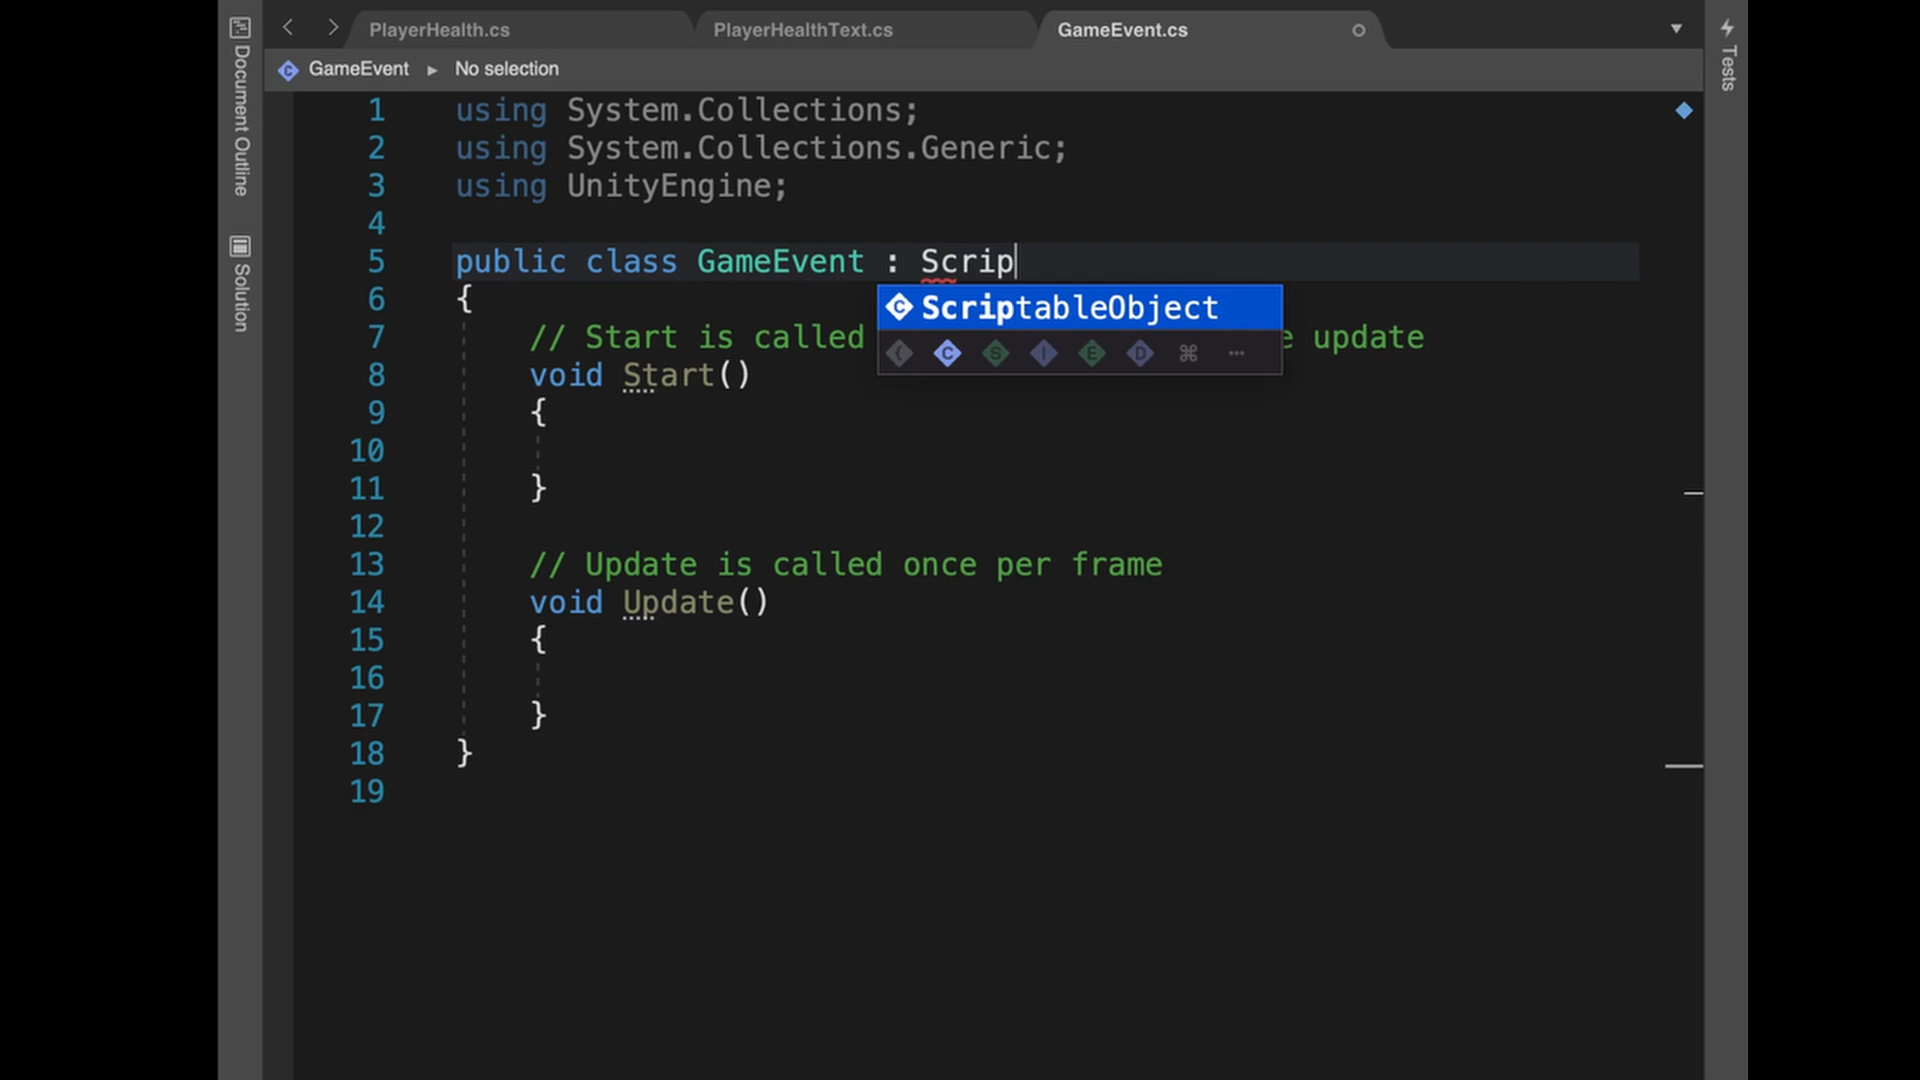 PlayerHealth.cs
PlayerHealthText.cs
GameEvent.cs
GameEvent ▸ No selection
Document Outline
Solution
Tests
1 using System.Collections;
2 using System.Collections.Generic;
3 using UnityEngine;
4
5 public class GameEvent : Scrip
ScriptableObject
{ C S I E D ⌘ ...
6 {
7 // Start is called e update
8 void Start()
9 {
10
11 }
12
13 // Update is called once per frame
14 void Update()
15 {
16
17 }
18 }
19